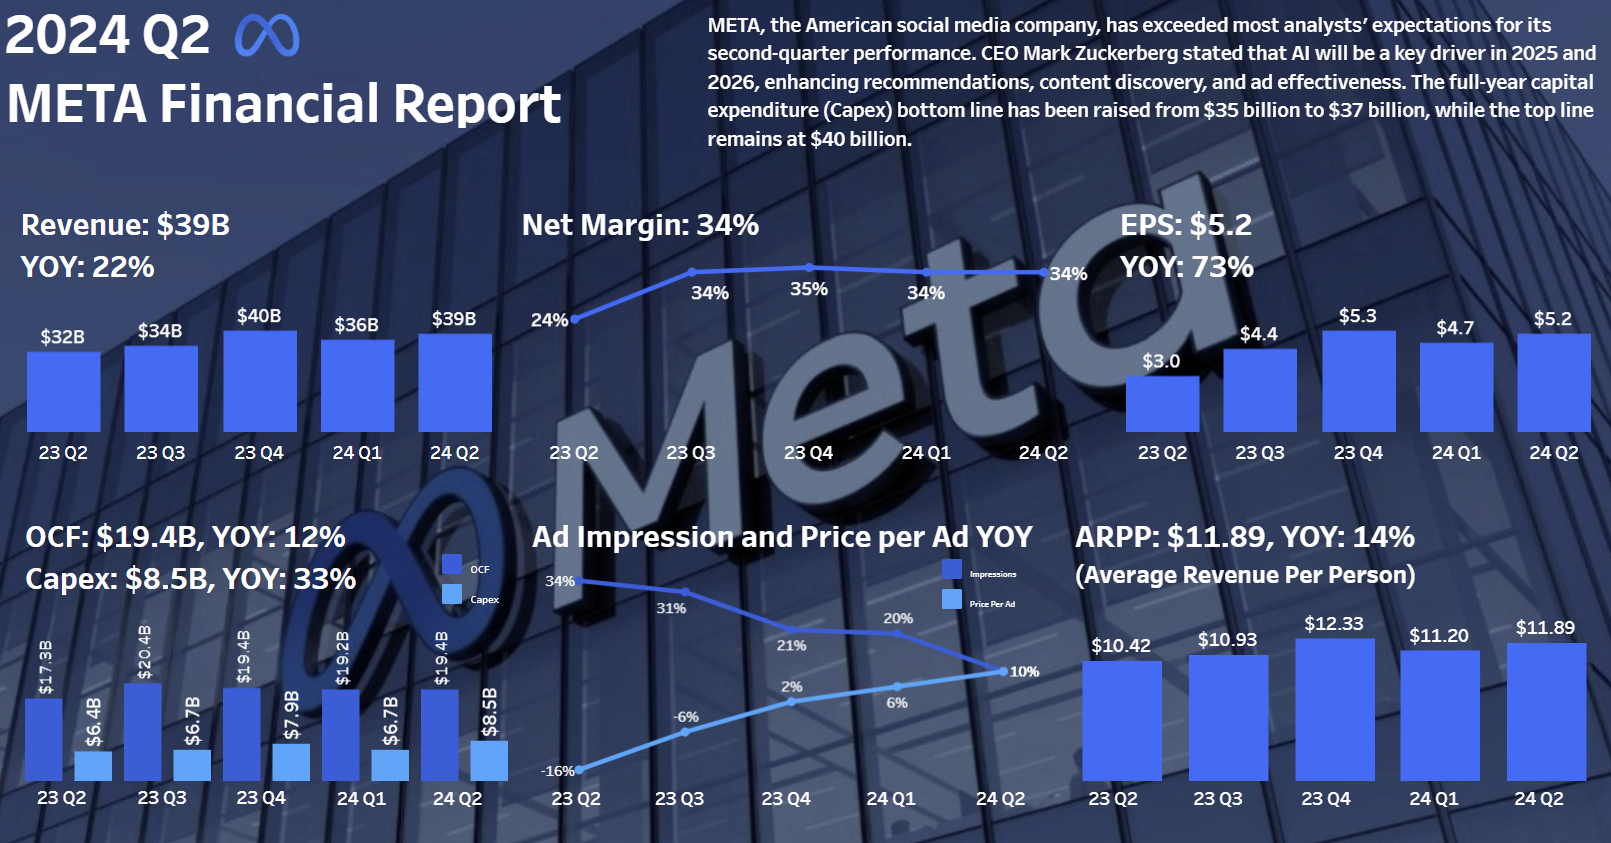 2024 Q2
META Financial Report
META, the American social media company, has exceeded most analysts' expectations for its
second-quarter performance. CEO Mark Zuckerberg stated that AI will be a key driver in 2025 and
2026, enhancing recommendations, content discovery, and ad effectiveness. The full-year capital
expenditure (Capex) bottom line has been raised from $35 billion to $37 billion, while the top line
remains at $40 billion.
Revenue: $39B
YOY: 22%
$32B
$34B
$40B
$36B
$39B
23 Q2
23 Q3
23 Q4
24 Q1
24 Q2
Net Margin: 34%
24%
34%
35%
34%
34%
23 Q2
23 Q3
23 Q4
24 Q1
24 Q2
EPS: $5.2
YOY: 73%
$3.0
$4.4
$5.3
$4.7
$5.2
23 Q2
23 Q3
23 Q4
24 Q1
24 Q2
Meta
OCF: $19.4B, YOY: 12%
Capex: $8.5B, YOY: 33%
OCF
Capex
$17.3B
$6.4B
$20.4B
$6.7B
$19.4B
$7.9B
$19.2B
$6.7B
$19.4B
$8.5B
23 Q2
23 Q3
23 Q4
24 Q1
24 Q2
Ad Impression and Price per Ad YOY
Impressions
Price Per Ad
34%
31%
21%
20%
10%
-16%
-6%
2%
6%
23 Q2
23 Q3
23 Q4
24 Q1
24 Q2
ARPP: $11.89, YOY: 14%
(Average Revenue Per Person)
$10.42
$10.93
$12.33
$11.20
$11.89
23 Q2
23 Q3
23 Q4
24 Q1
24 Q2